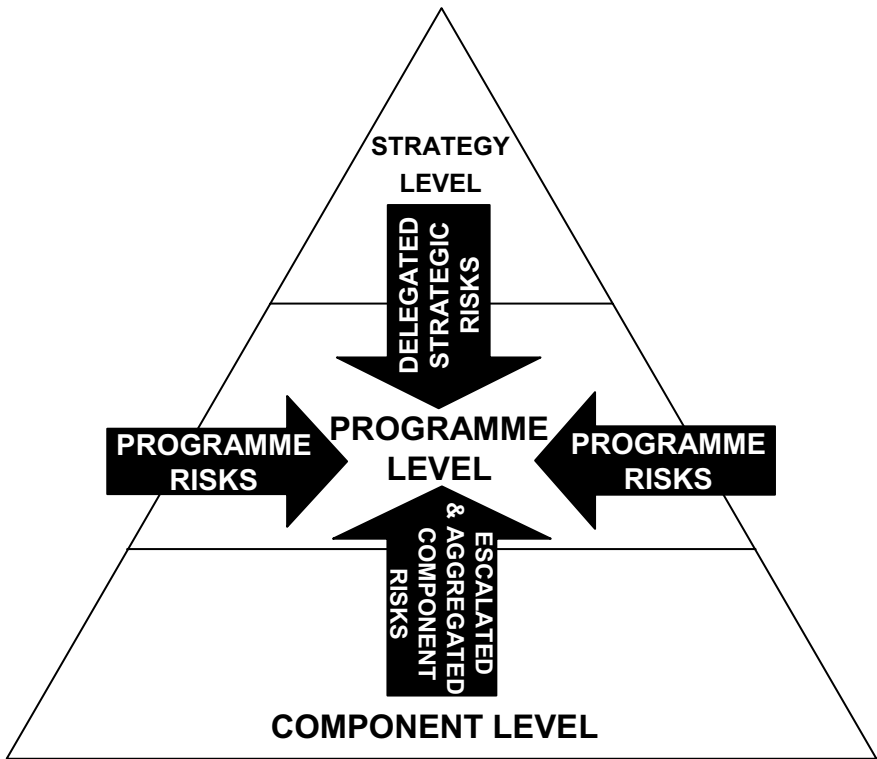 STRATEGY
LEVEL
DELEGATED
STRATEGIC
RISKS
PROGRAMME
RISKS
PROGRAMME
LEVEL
PROGRAMME
RISKS
ESCALATED
& AGGREGATED
COMPONENT
RISKS
COMPONENT LEVEL